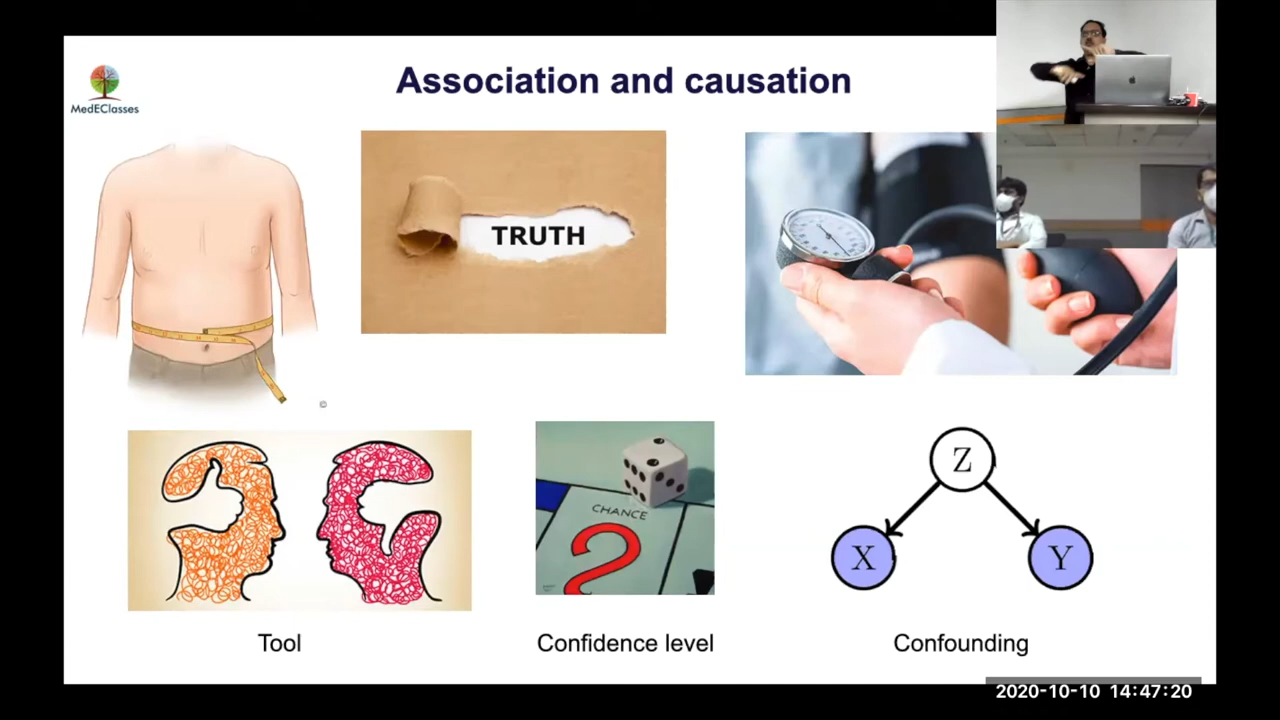 Association and causation
MedEClasses
TRUTH
©
CHANCE
?
Z
X
Y
Tool
Confidence level
Confounding
2020-10-10 14:47:20